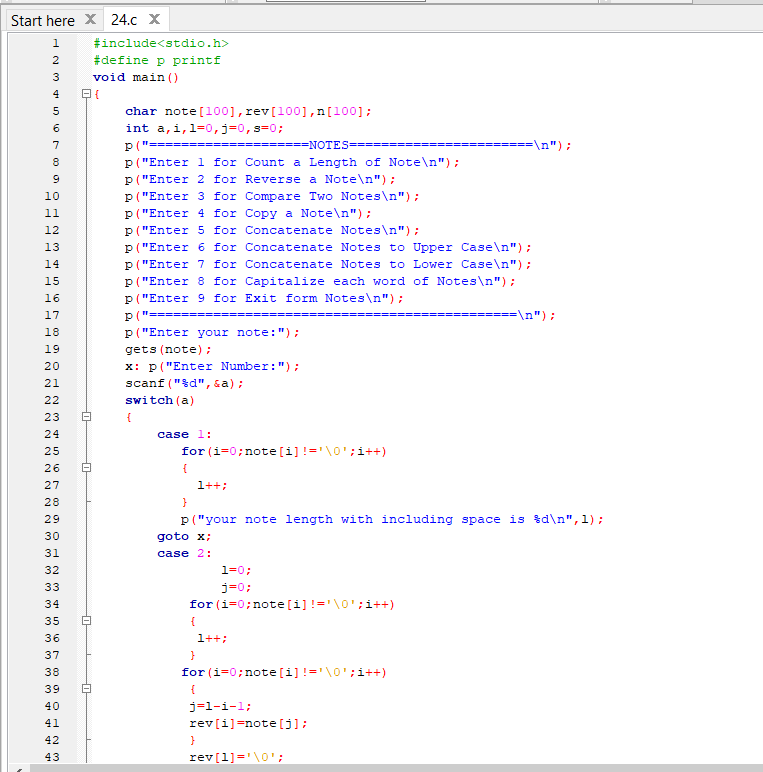 Start here X 24.c X
1 #include<stdio.h>
2 #define p printf
3 void main()
4 {
5 char note[100],rev[100],n[100];
6 int a,i,l=0,j=0,s=0;
7 p("====================NOTES=======================\n");
8 p("Enter 1 for Count a Length of Note\n");
9 p("Enter 2 for Reverse a Note\n");
10 p("Enter 3 for Compare Two Notes\n");
11 p("Enter 4 for Copy a Note\n");
12 p("Enter 5 for Concatenate Notes\n");
13 p("Enter 6 for Concatenate Notes to Upper Case\n");
14 p("Enter 7 for Concatenate Notes to Lower Case\n");
15 p("Enter 8 for Capitalize each word of Notes\n");
16 p("Enter 9 for Exit form Notes\n");
17 p("==============================================\n");
18 p("Enter your note:");
19 gets(note);
20 x: p("Enter Number:");
21 scanf("%d",&a);
22 switch(a)
23 {
24 case 1:
25 for(i=0;note[i]!='\0';i++)
26 {
27 l++;
28 }
29 p("your note length with including space is %d\n",l);
30 goto x;
31 case 2:
32 l=0;
33 j=0;
34 for(i=0;note[i]!='\0';i++)
35 {
36 l++;
37 }
38 for(i=0;note[i]!='\0';i++)
39 {
40 j=l-i-1;
41 rev[i]=note[j];
42 }
43 rev[l]='\0';